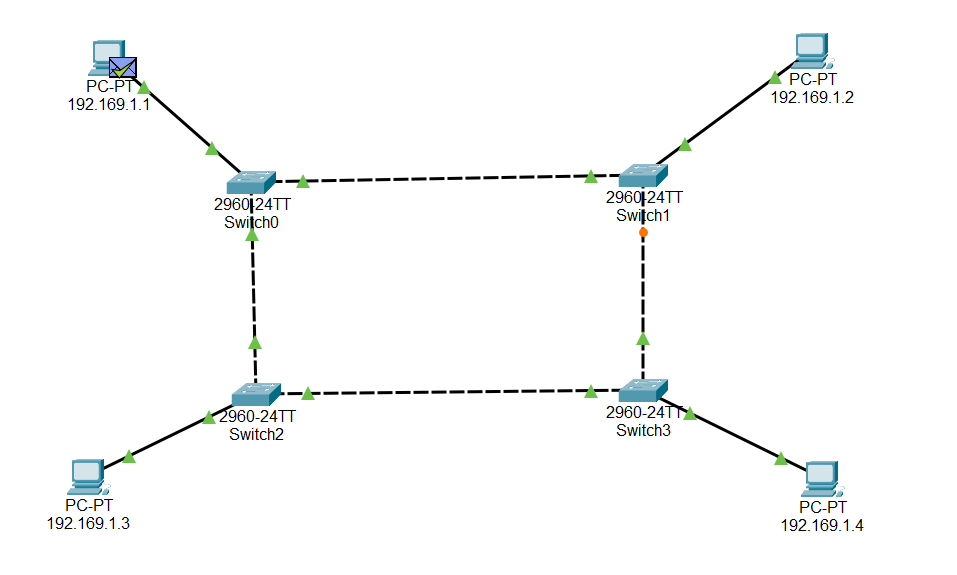 PC-PT
192.169.1.1
PC-PT
192.169.1.2
2960-24TT
Switch0
2960-24TT
Switch1
2960-24TT
Switch2
2960-24TT
Switch3
PC-PT
192.169.1.3
PC-PT
192.169.1.4